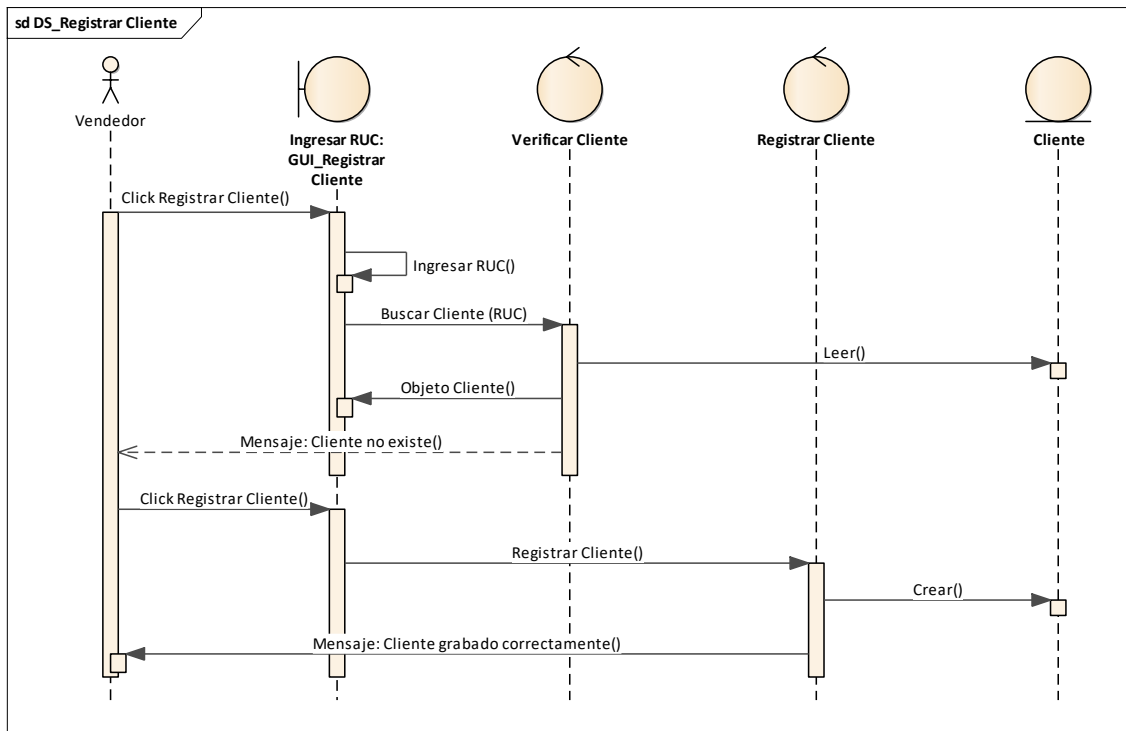 sd DS_Registrar Cliente
Vendedor
Ingresar RUC:
GUI_Registrar
Cliente
Verificar Cliente
Registrar Cliente
Cliente
Click Registrar Cliente()
Ingresar RUC()
Buscar Cliente (RUC)
Leer()
Objeto Cliente()
Mensaje: Cliente no existe()
Click Registrar Cliente()
Registrar Cliente()
Crear()
Mensaje: Cliente grabado correctamente()